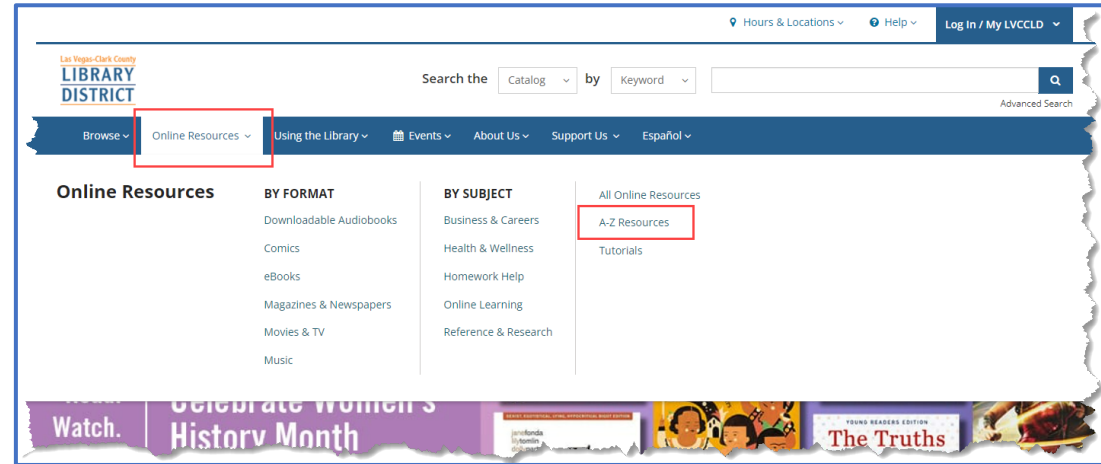 Hours & Locations Help Log In / My LVCCLD
Las Vegas-Clark County
LIBRARY
DISTRICT
Search the Catalog by Keyword
Advanced Search
Browse Online Resources Using the Library Events About Us Support Us Español
Online Resources
BY FORMAT
Downloadable Audiobooks
Comics
eBooks
Magazines & Newspapers
Movies & TV
Music
BY SUBJECT
Business & Careers
Health & Wellness
Homework Help
Online Learning
Reference & Research
All Online Resources
A-Z Resources
Tutorials
Watch.
Celebrate Women's
History Month
janefonda
lilytomlin
YOUNG READERS EDITION
The Truths